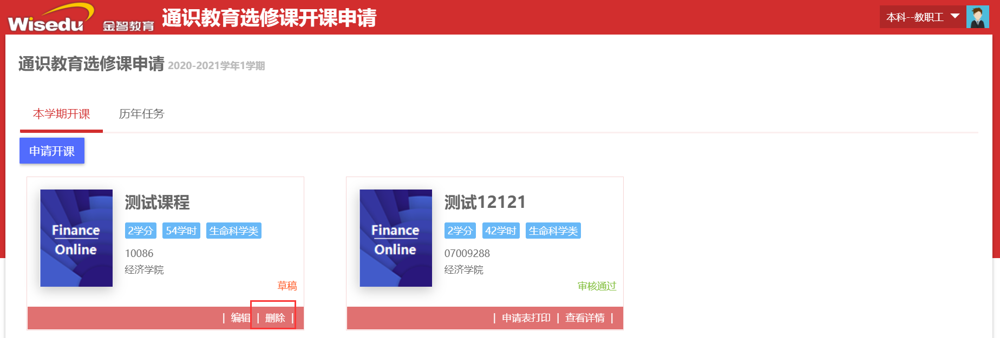 Wisedu 金智教育 通识教育选修课开课申请 本科--教职工
通识教育选修课申请 2020-2021学年1学期
本学期开课 历年任务
申请开课
Finance
Online
测试课程
2学分 54学时 生命科学类
10086
经济学院
草稿
| 编辑 | 删除 |
Finance
Online
测试12121
2学分 42学时 生命科学类
07009288
经济学院
审核通过
| 申请表打印 | 查看详情 |